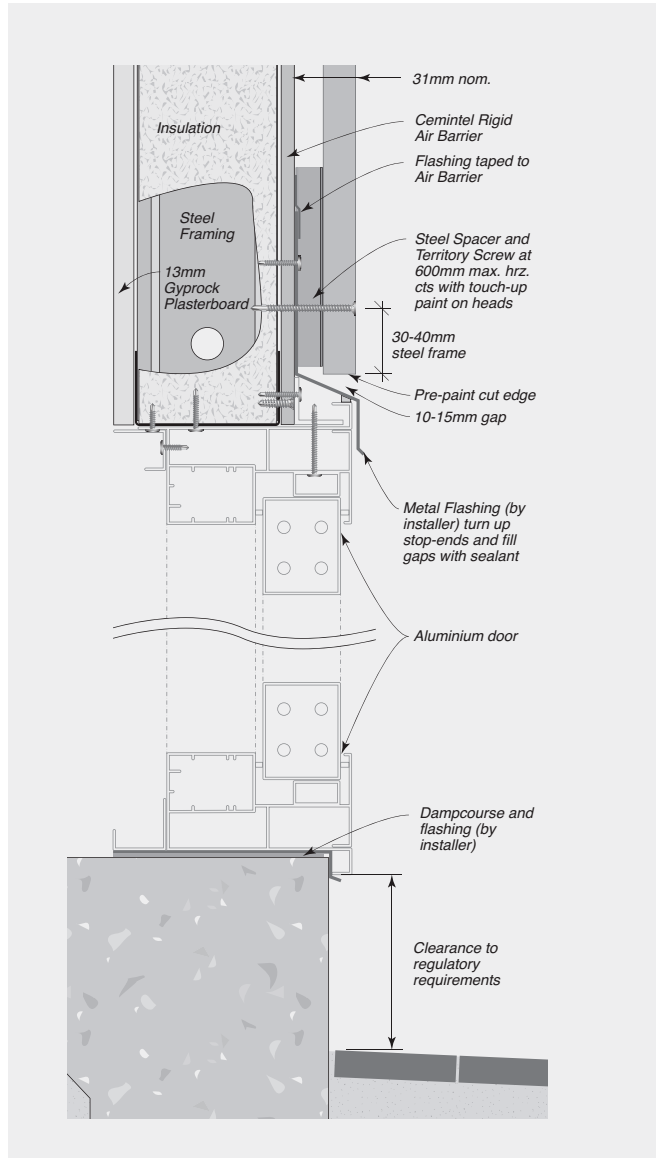 31mm nom.
Cemintel Rigid
Air Barrier
Insulation
Flashing taped to
Air Barrier
Steel
Framing
Steel Spacer and
Territory Screw at
600mm max. hrz.
cts with touch-up
paint on heads
13mm
Gyprock
Plasterboard
30-40mm
steel frame
Pre-paint cut edge
10-15mm gap
Metal Flashing (by
installer) turn up
stop-ends and fill
gaps with sealant
Aluminium door
Dampcourse and
flashing (by
installer)
Clearance to
regulatory
requirements